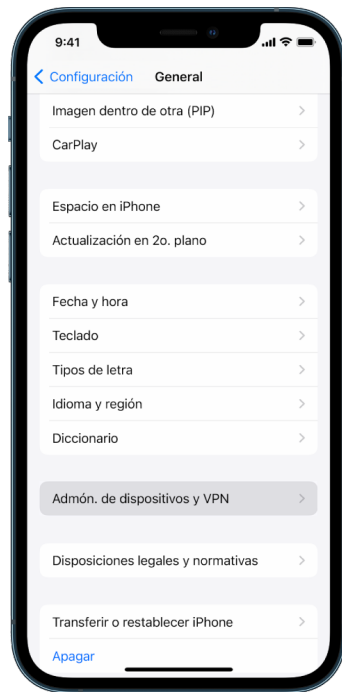 9:41
Configuración General
Imagen dentro de otra (PIP)
CarPlay
Espacio en iPhone
Actualización en 2o. plano
Fecha y hora
Teclado
Tipos de letra
Idioma y región
Diccionario
Admón. de dispositivos y VPN
Disposiciones legales y normativas
Transferir o restablecer iPhone
Apagar